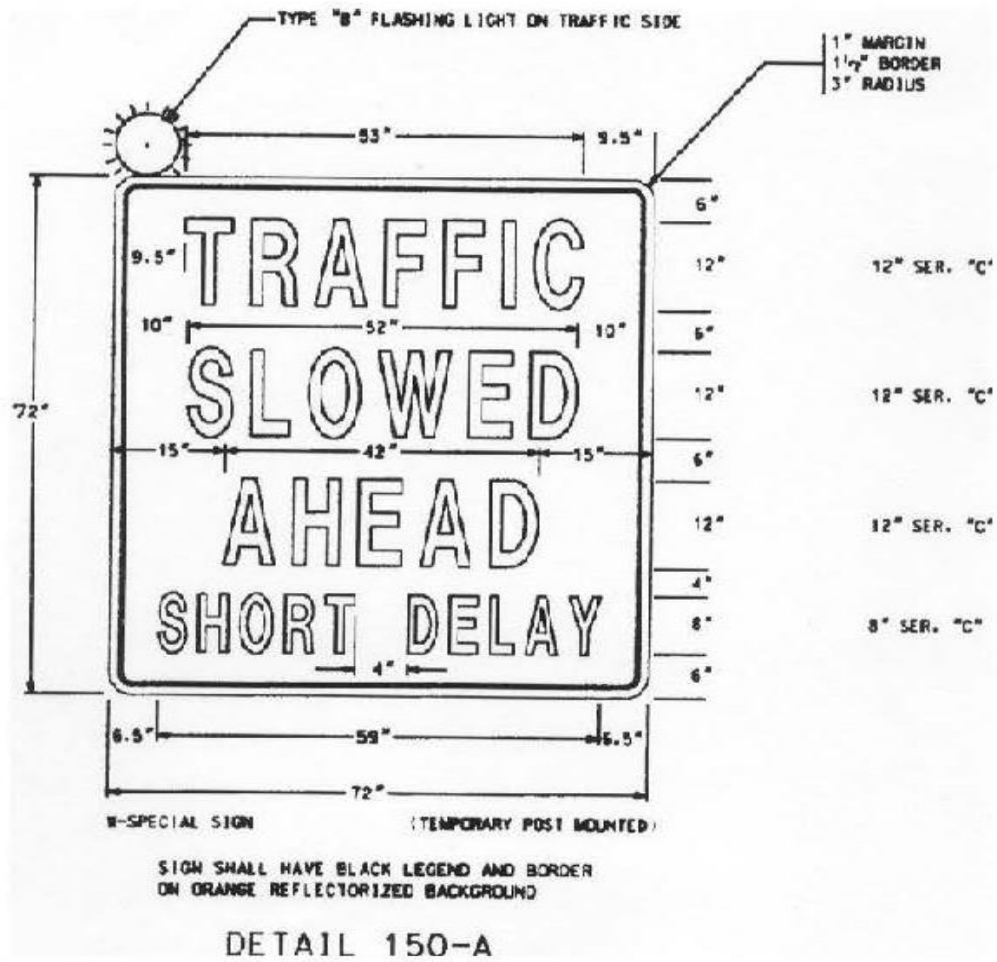 TYPE "B" FLASHING LIGHT ON TRAFFIC SIDE
1" MARGIN
1½" BORDER
3" RADIUS
53" 9.5"
6"
TRAFFIC
9.5"
12" 12" SER. "C"
10" 52" 10"
6"
SLOWED
12" 12" SER. "C"
72"
15" 42" 15"
6"
AHEAD
12" 12" SER. "C"
4"
SHORT DELAY
8" 8" SER. "C"
4"
6"
6.5" 59" 6.5"
72"
W-SPECIAL SIGN (TEMPORARY POST MOUNTED)
SIGN SHALL HAVE BLACK LEGEND AND BORDER
ON ORANGE REFLECTORIZED BACKGROUND
DETAIL 150-A